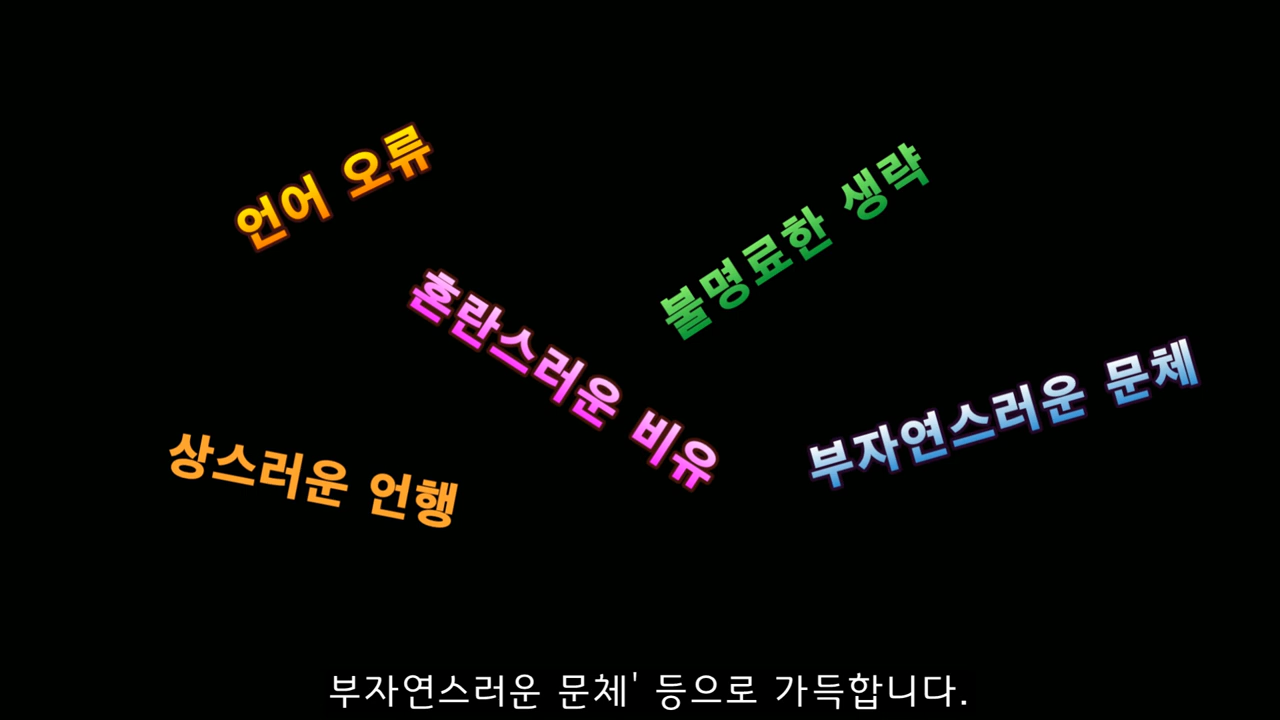 언어 오류
불명료한 생략
혼란스러운 비유
부자연스러운 문체
상스러운 언행
부자연스러운 문체' 등으로 가득합니다.